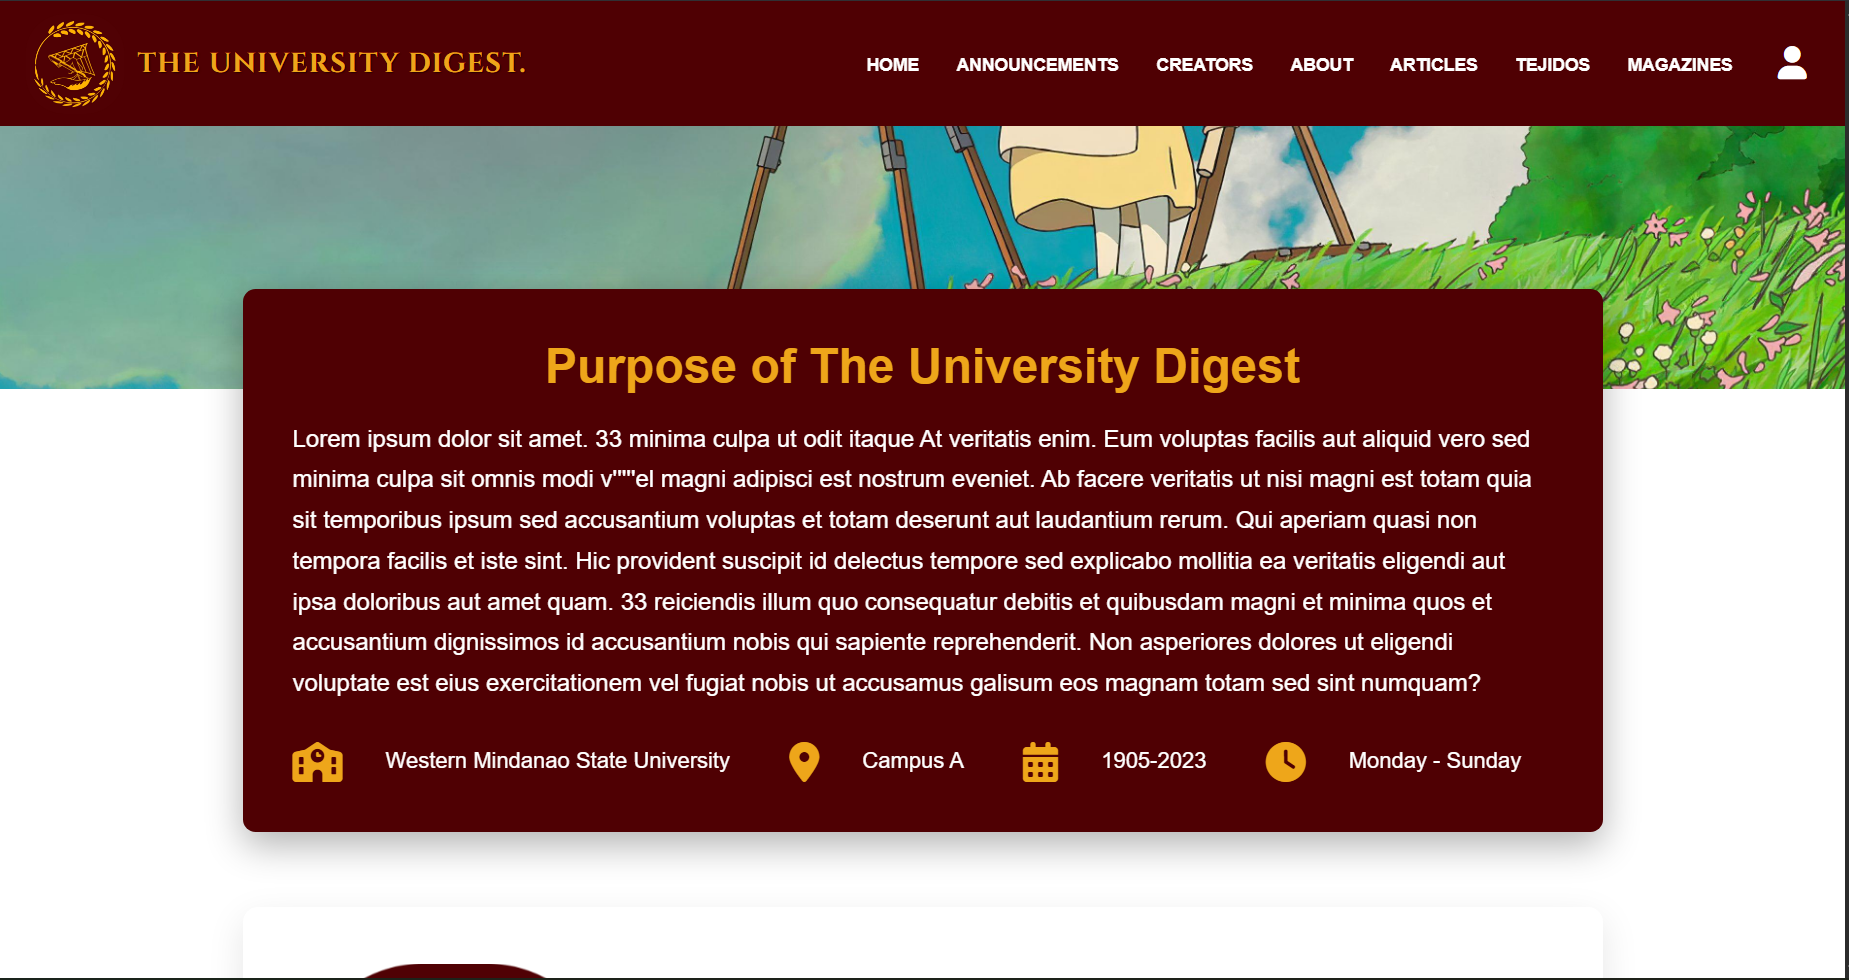 THE UNIVERSITY DIGEST.
HOME ANNOUNCEMENTS CREATORS ABOUT ARTICLES TEJIDOS MAGAZINES
Purpose of The University Digest
Lorem ipsum dolor sit amet. 33 minima culpa ut odit itaque At veritatis enim. Eum voluptas facilis aut aliquid vero sed
minima culpa sit omnis modi v""'el magni adipisci est nostrum eveniet. Ab facere veritatis ut nisi magni est totam quia
sit temporibus ipsum sed accusantium voluptas et totam deserunt aut laudantium rerum. Qui aperiam quasi non
tempora facilis et iste sint. Hic provident suscipit id delectus tempore sed explicabo mollitia ea veritatis eligendi aut
ipsa doloribus aut amet quam. 33 reiciendis illum quo consequatur debitis et quibusdam magni et minima quos et
accusantium dignissimos id accusantium nobis qui sapiente reprehenderit. Non asperiores dolores ut eligendi
voluptate est eius exercitationem vel fugiat nobis ut accusamus galisum eos magnam totam sed sint numquam?
Western Mindanao State University Campus A 1905-2023 Monday - Sunday